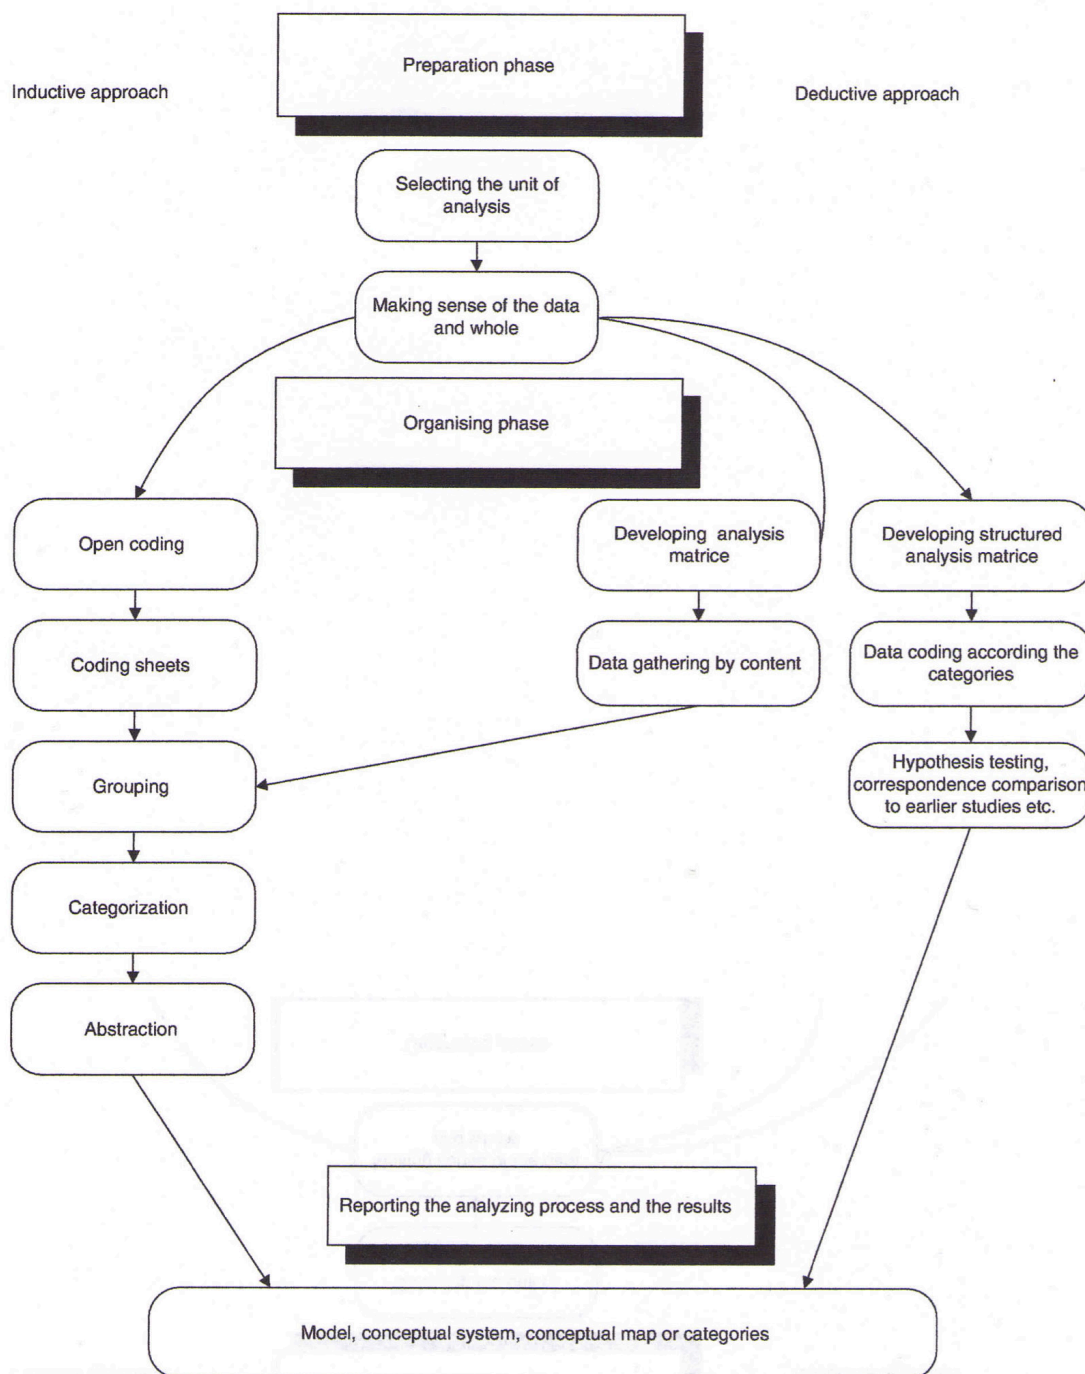 Preparation phase
Inductive approach
Deductive approach
Selecting the unit of
analysis
Making sense of the data
and whole
Organising phase
Open coding
Developing analysis
matrice
Developing structured
analysis matrice
Coding sheets
Data gathering by content
Data coding according the
categories
Grouping
Hypothesis testing,
correspondence comparison
to earlier studies etc.
Categorization
Abstraction
Reporting the analyzing process and the results
Model, conceptual system, conceptual map or categories